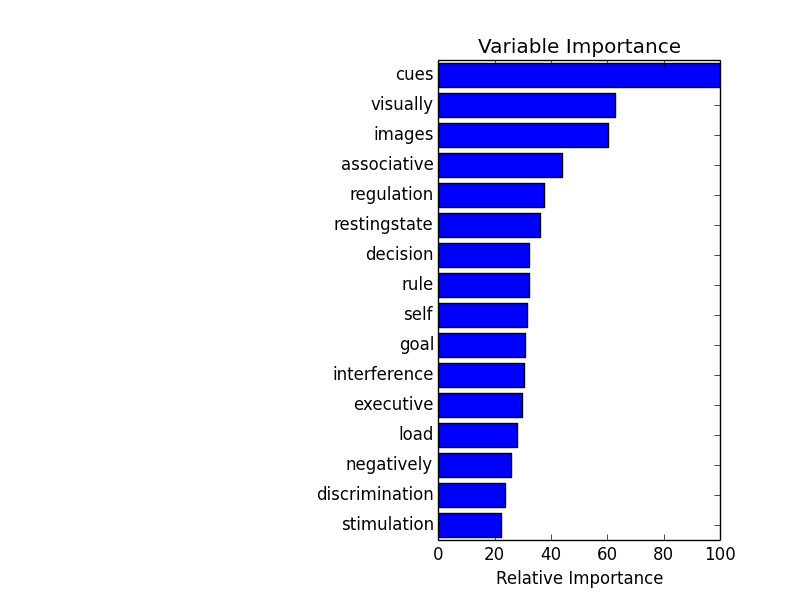 Variable Importance
cues
visually
images
associative
regulation
restingstate
decision
rule
self
goal
interference
executive
load
negatively
discrimination
stimulation
0 20 40 60 80 100
Relative Importance